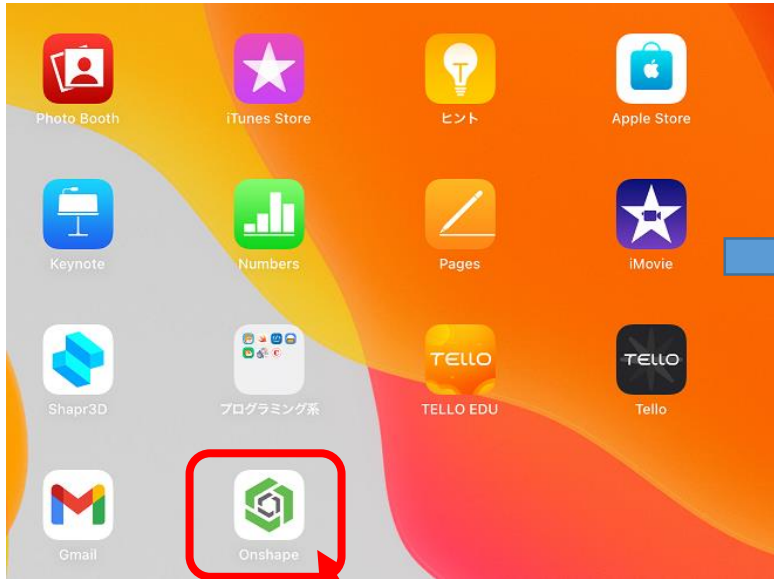 Photo Booth
iTunes Store
ヒント
Apple Store
Keynote
Numbers
Pages
iMovie
TELLO
TELLO
Shapr3D
プログラミング系
TELLO EDU
Tello
Gmail
Onshape